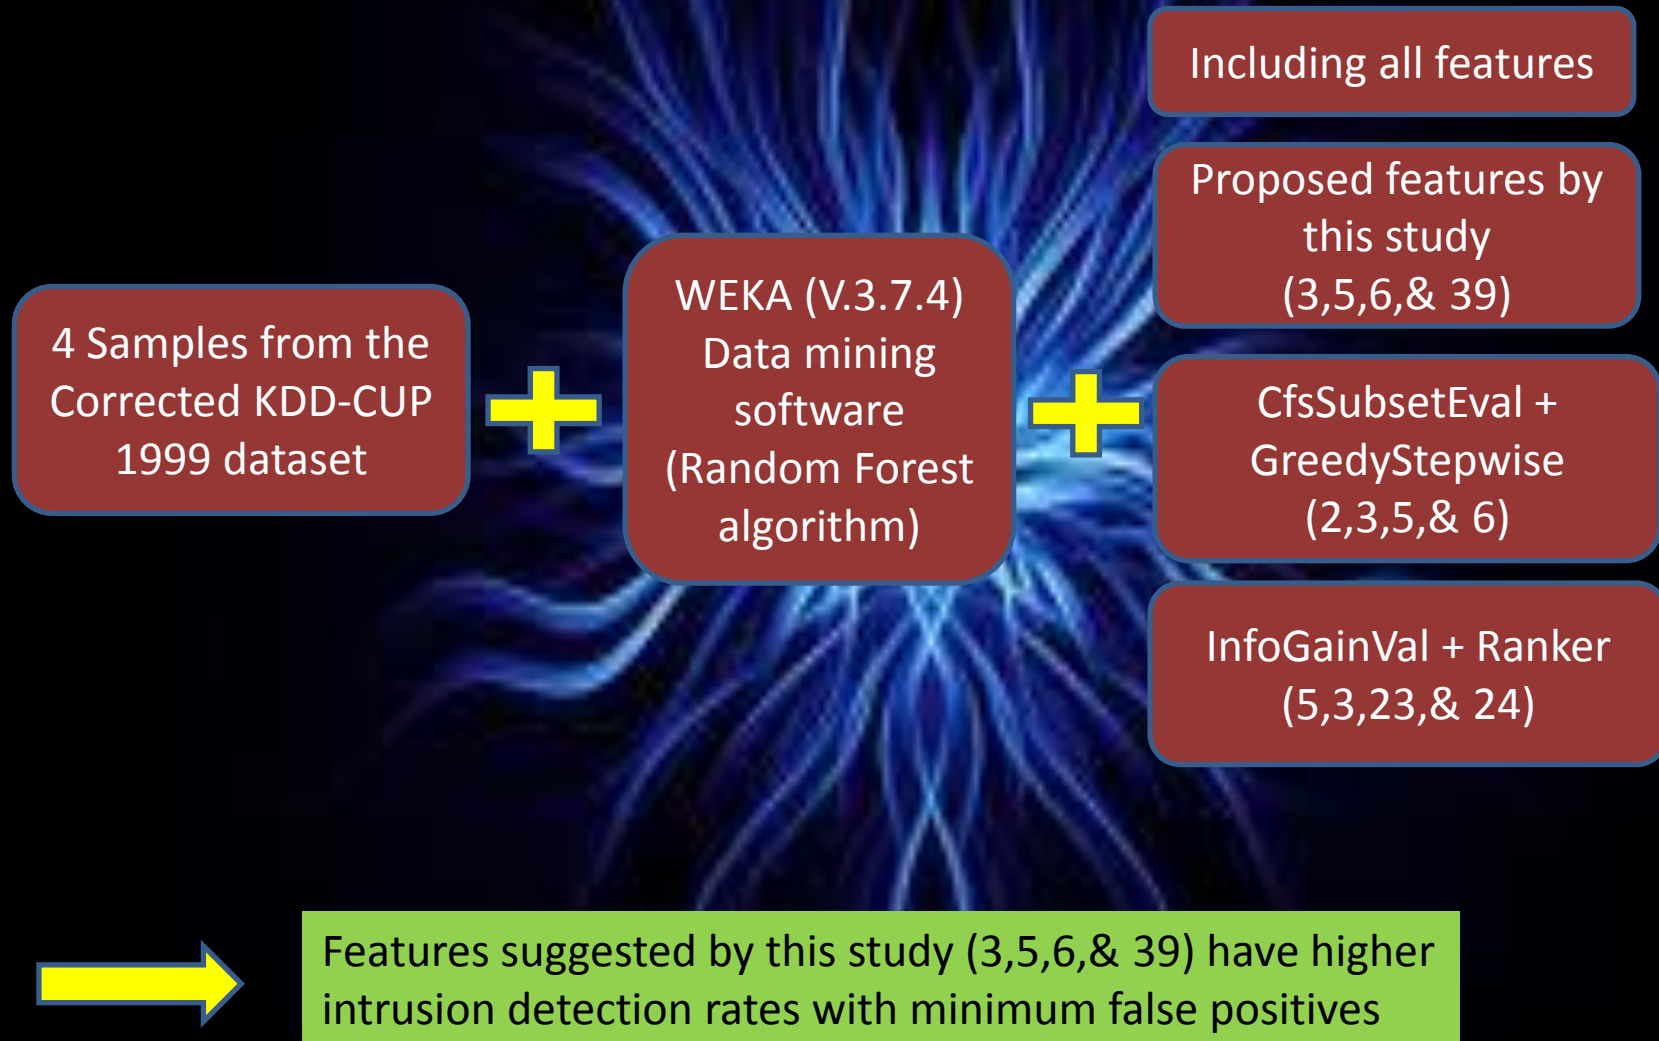 4 Samples from the
Corrected KDD-CUP
1999 dataset
WEKA (V.3.7.4)
Data mining
software
(Random Forest
algorithm)
Including all features
Proposed features by
this study
(3,5,6,& 39)
CfsSubsetEval +
GreedyStepwise
(2,3,5,& 6)
InfoGainVal + Ranker
(5,3,23,& 24)
Features suggested by this study (3,5,6,& 39) have higher
intrusion detection rates with minimum false positives